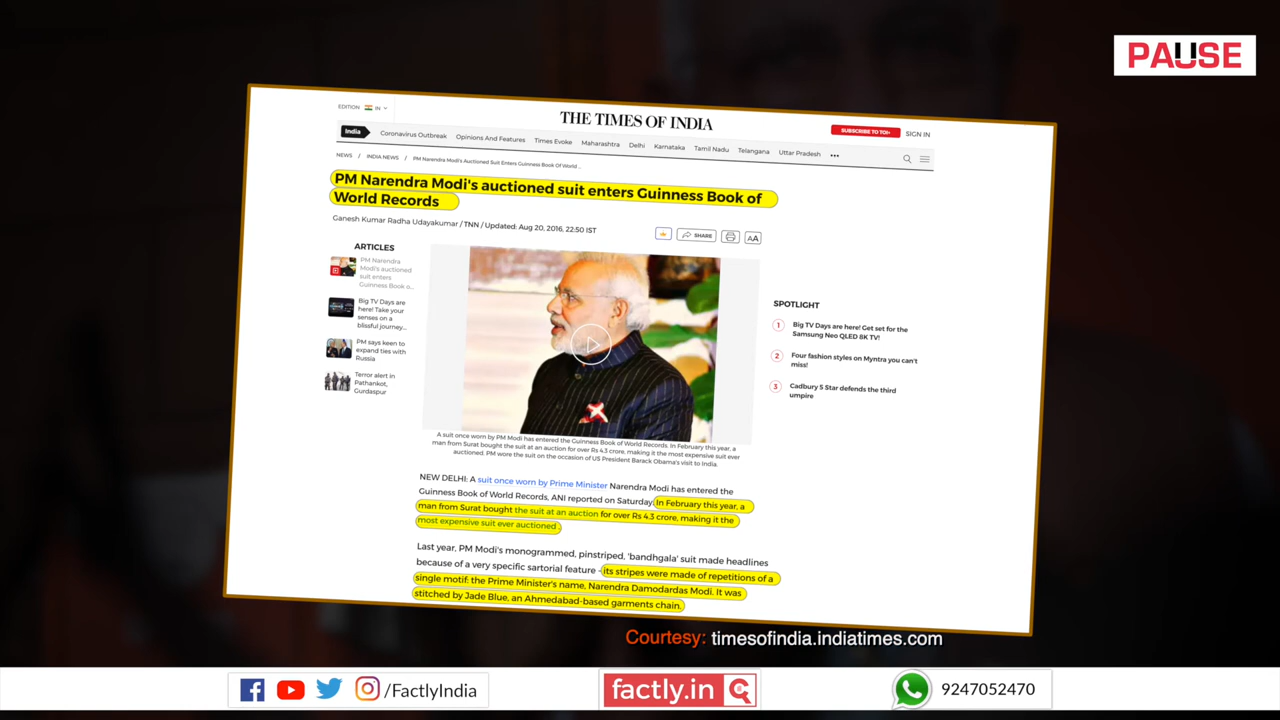 PAUSE
EDITION IN
THE TIMES OF INDIA
SUBSCRIBE TO TOI+ SIGN IN
India Coronavirus Outbreak Opinions And Features Times Evoke Maharashtra Delhi Karnataka Tamil Nadu Telangana Uttar Pradesh •••
NEWS / INDIA NEWS / PM Narendra Modi's Auctioned Suit Enters Guinness Book Of World ...
PM Narendra Modi's auctioned suit enters Guinness Book of
World Records
Ganesh Kumar Radha Udayakumar / TNN / Updated: Aug 20, 2016, 22:50 IST
SHARE AA
ARTICLES
PM Narendra
Modi's auctioned
suit enters
Guinness Book o...
Big TV Days are
here! Take your
senses on a
blissful journey...
PM says keen to
expand ties with
Russia
Terror alert in
Pathankot,
Gurdaspur
SPOTLIGHT
1 Big TV Days are here! Get set for the
Samsung Neo QLED 8K TV!
2 Four fashion styles on Myntra you can't
miss!
3 Cadbury 5 Star defends the third
umpire
A suit once worn by PM Modi has entered the Guinness Book of World Records. In February this year, a
man from Surat bought the suit at an auction for over Rs 4.3 crore, making it the most expensive suit ever
auctioned. PM wore the suit on the occasion of US President Barack Obama's visit to India.
NEW DELHI: A suit once worn by Prime Minister Narendra Modi has entered the
Guinness Book of World Records, ANI reported on Saturday. In February this year, a
man from Surat bought the suit at an auction for over Rs 4.3 crore, making it the
most expensive suit ever auctioned.
Last year, PM Modi's monogrammed, pinstriped, 'bandhgala' suit made headlines
because of a very specific sartorial feature - its stripes were made of repetitions of a
single motif: the Prime Minister's name, Narendra Damodardas Modi. It was
stitched by Jade Blue, an Ahmedabad-based garments chain.
Courtesy: timesofindia.indiatimes.com
/FactlyIndia
factly.in
9247052470